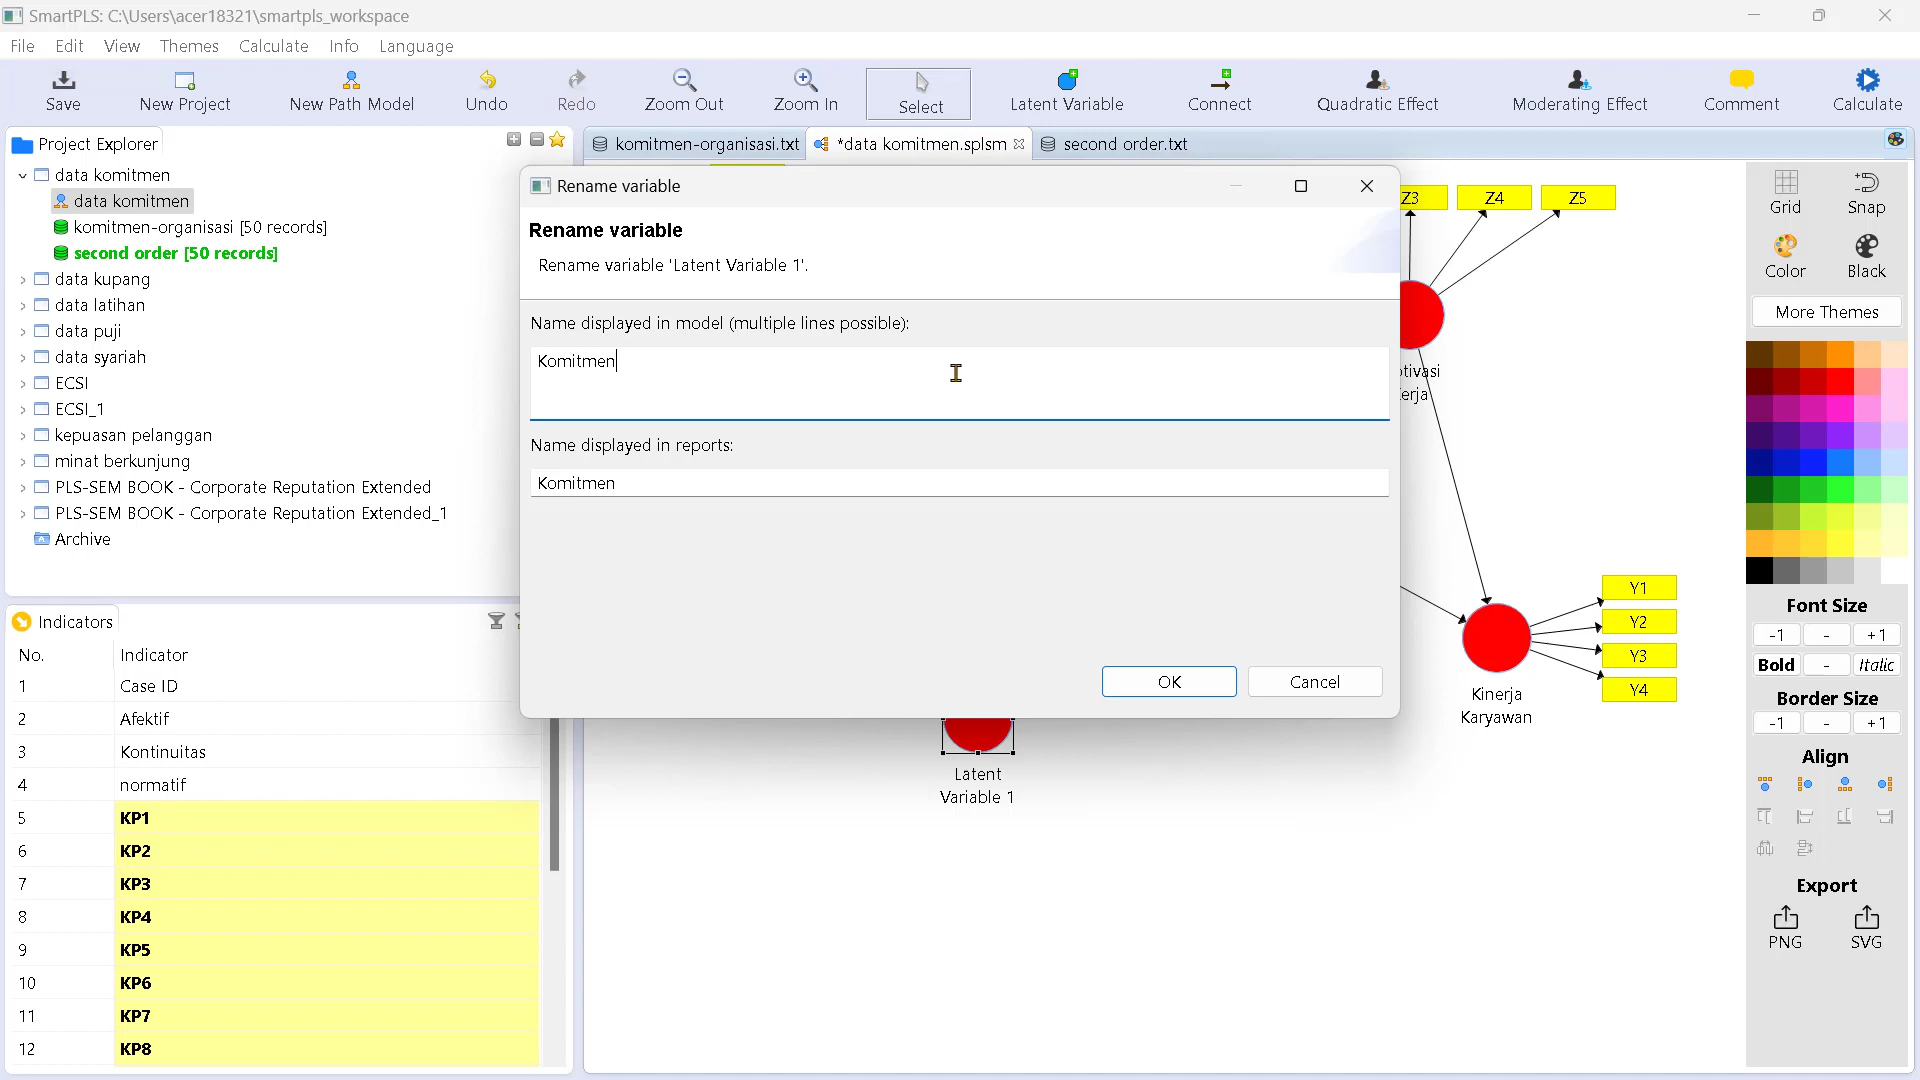 SmartPLS: C:\Users\acer18321\smartpls_workspace
File Edit View Themes Calculate Info Language
Save New Project New Path Model Undo Redo Zoom Out Zoom In Select Latent Variable Connect Quadratic Effect Moderating Effect Comment Calculate
Project Explorer
data komitmen
data komitmen
komitmen-organisasi [50 records]
second order [50 records]
data kupang
data latihan
data puji
data syariah
ECSI
ECSI_1
kepuasan pelanggan
minat berkunjung
PLS-SEM BOOK - Corporate Reputation Extended
PLS-SEM BOOK - Corporate Reputation Extended_1
Archive
Indicators
No. Indicator
1 Case ID
2 Afektif
3 Kontinuitas
4 normatif
5 KP1
6 KP2
7 KP3
8 KP4
9 KP5
10 KP6
11 KP7
12 KP8
komitmen-organisasi.txt *data komitmen.splsm second order.txt
Rename variable
Rename variable
Rename variable 'Latent Variable 1'.
Name displayed in model (multiple lines possible):
Komitmen
Name displayed in reports:
Komitmen
OK Cancel
Z3 Z4 Z5
tivasi
erja
Y1
Y2
Y3
Y4
Kinerja
Karyawan
Latent
Variable 1
Grid Snap
Color Black
More Themes
Font Size
-1 - +1
Bold - Italic
Border Size
-1 - +1
Align
Export
PNG SVG